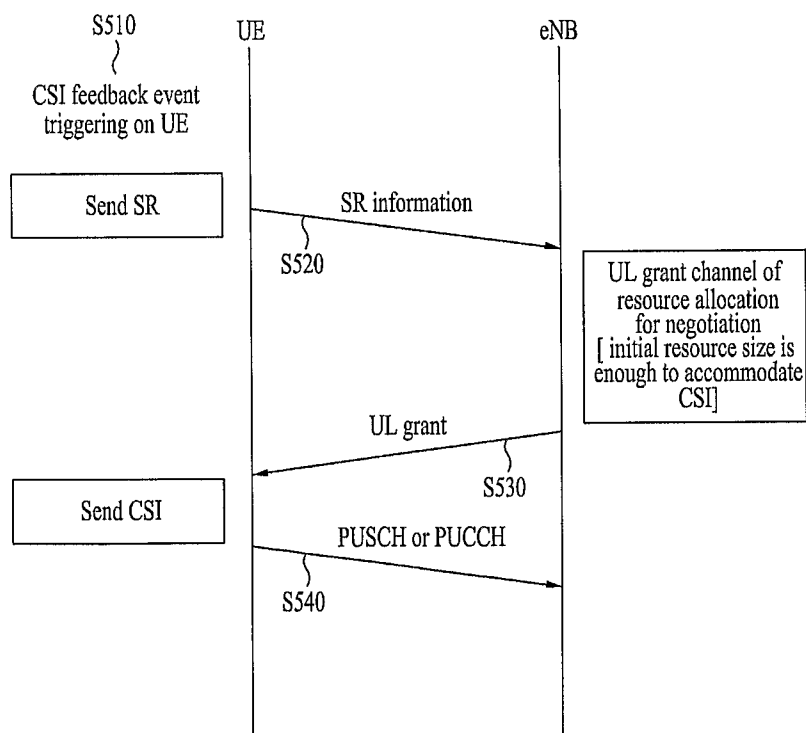 S510
UE
eNB
CSI feedback event
triggering on UE
Send SR
SR information
S520
UL grant channel of
resource allocation
for negotiation
[ initial resource size is
enough to accommodate
CSI]
UL grant
S530
Send CSI
PUSCH or PUCCH
S540